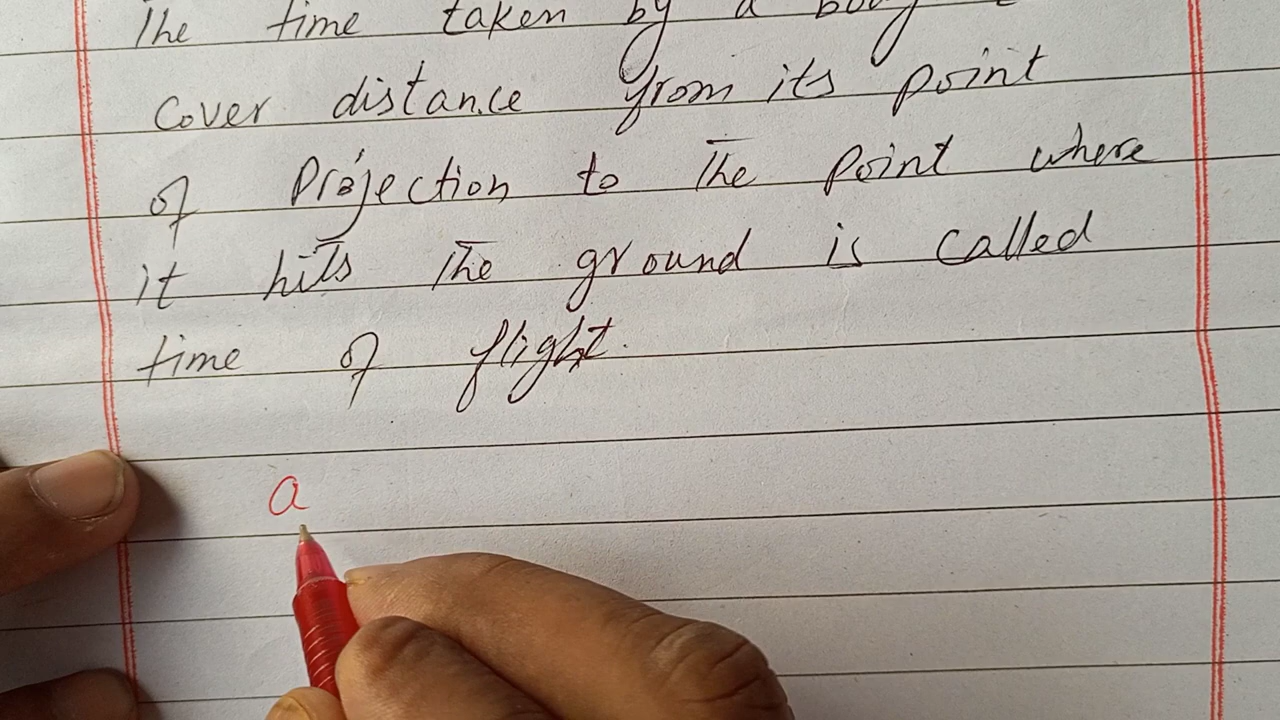 The time taken by a body
Cover distance from its point
of Projection to The Point where
it hits The ground is called
time of flight.
a